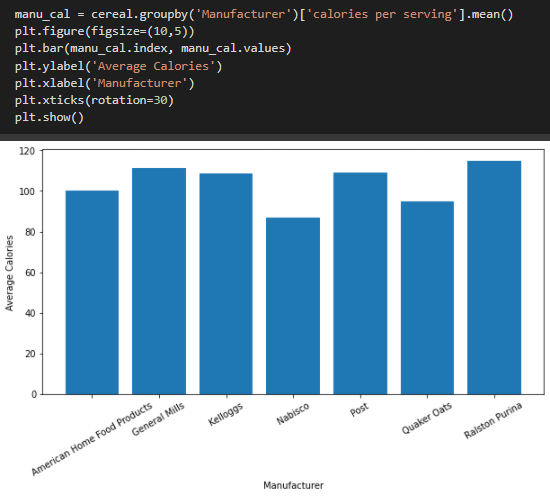 manu_cal = cereal.groupby('Manufacturer')['calories per serving'].mean()
plt.figure(figsize=(10,5))
plt.bar(manu_cal.index, manu_cal.values)
plt.ylabel('Average Calories')
plt.xlabel('Manufacturer')
plt.xticks(rotation=30)
plt.show()
120
100
80
60
40
20
0
Average Calories
American Home Food Products
General Mills
Kelloggs
Nabisco
Post
Quaker Oats
Ralston Purina
Manufacturer